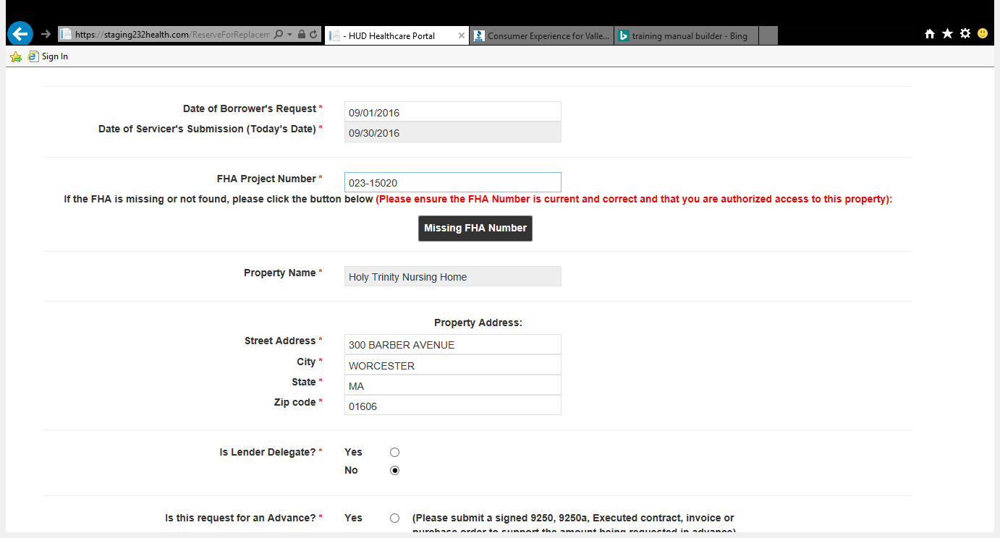 https://staging232health.com/ReserveForReplacem
- HUD Healthcare Portal
Consumer Experience for Valle...
training manual builder - Bing
Sign In
Date of Borrower's Request *
09/01/2016
Date of Servicer's Submission (Today's Date) *
09/30/2016
FHA Project Number *
023-15020
If the FHA is missing or not found, please click the button below (Please ensure the FHA Number is current and correct and that you are authorized access to this property):
Missing FHA Number
Property Name *
Holy Trinity Nursing Home
Property Address:
Street Address *
300 BARBER AVENUE
City *
WORCESTER
State *
MA
Zip code *
01606
Is Lender Delegate? *
Yes
No
Is this request for an Advance? *
Yes
(Please submit a signed 9250, 9250a, Executed contract, invoice or
purchase order to support the amount being requested in advance)